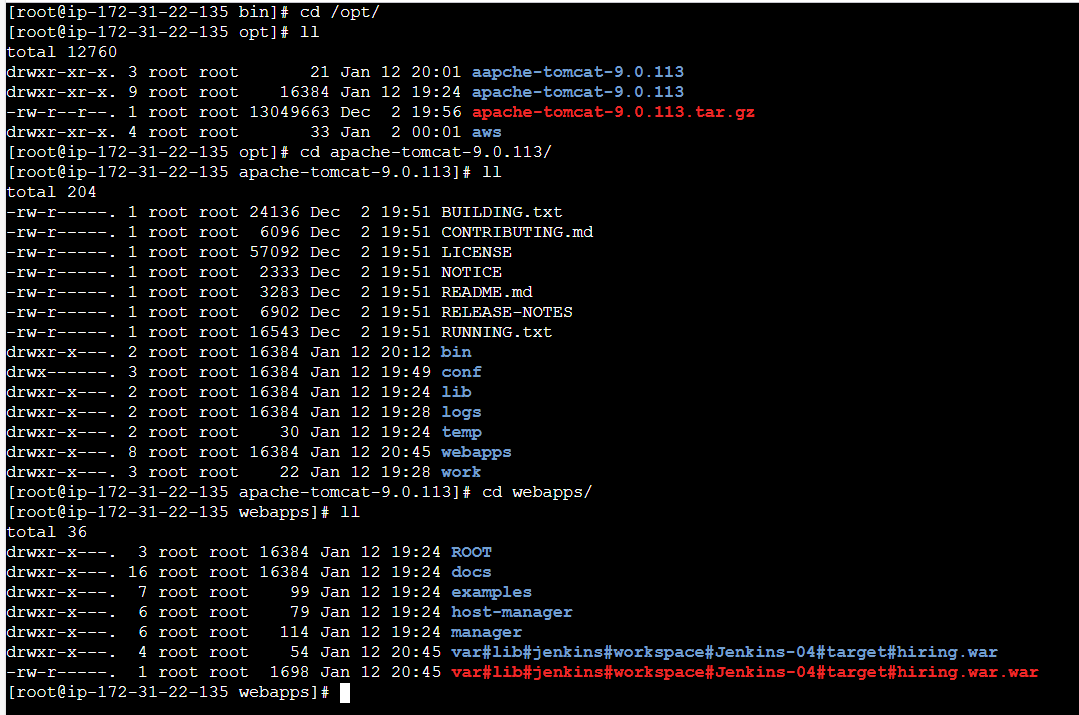 [root@ip-172-31-22-135 bin]# cd /opt/
[root@ip-172-31-22-135 opt]# ll
total 12760
drwxr-xr-x. 3 root root       21 Jan 12 20:01 aapche-tomcat-9.0.113
drwxr-xr-x. 9 root root    16384 Jan 12 19:24 apache-tomcat-9.0.113
-rw-r--r--. 1 root root 13049663 Dec  2 19:56 apache-tomcat-9.0.113.tar.gz
drwxr-xr-x. 4 root root       33 Jan  2 00:01 aws
[root@ip-172-31-22-135 opt]# cd apache-tomcat-9.0.113/
[root@ip-172-31-22-135 apache-tomcat-9.0.113]# ll
total 204
-rw-r-----. 1 root root 24136 Dec  2 19:51 BUILDING.txt
-rw-r-----. 1 root root  6096 Dec  2 19:51 CONTRIBUTING.md
-rw-r-----. 1 root root 57092 Dec  2 19:51 LICENSE
-rw-r-----. 1 root root  2333 Dec  2 19:51 NOTICE
-rw-r-----. 1 root root  3283 Dec  2 19:51 README.md
-rw-r-----. 1 root root  6902 Dec  2 19:51 RELEASE-NOTES
-rw-r-----. 1 root root 16543 Dec  2 19:51 RUNNING.txt
drwxr-x---. 2 root root 16384 Jan 12 20:12 bin
drwx------. 3 root root 16384 Jan 12 19:49 conf
drwxr-x---. 2 root root 16384 Jan 12 19:24 lib
drwxr-x---. 2 root root 16384 Jan 12 19:28 logs
drwxr-x---. 2 root root    30 Jan 12 19:24 temp
drwxr-x---. 8 root root 16384 Jan 12 20:45 webapps
drwxr-x---. 3 root root    22 Jan 12 19:28 work
[root@ip-172-31-22-135 apache-tomcat-9.0.113]# cd webapps/
[root@ip-172-31-22-135 webapps]# ll
total 36
drwxr-x---.  3 root root 16384 Jan 12 19:24 ROOT
drwxr-x---. 16 root root 16384 Jan 12 19:24 docs
drwxr-x---.  7 root root    99 Jan 12 19:24 examples
drwxr-x---.  6 root root    79 Jan 12 19:24 host-manager
drwxr-x---.  6 root root   114 Jan 12 19:24 manager
drwxr-x---.  4 root root    54 Jan 12 20:45 var#lib#jenkins#workspace#Jenkins-04#target#hiring.war
-rw-r-----.  1 root root  1698 Jan 12 20:45 var#lib#jenkins#workspace#Jenkins-04#target#hiring.war.war
[root@ip-172-31-22-135 webapps]#